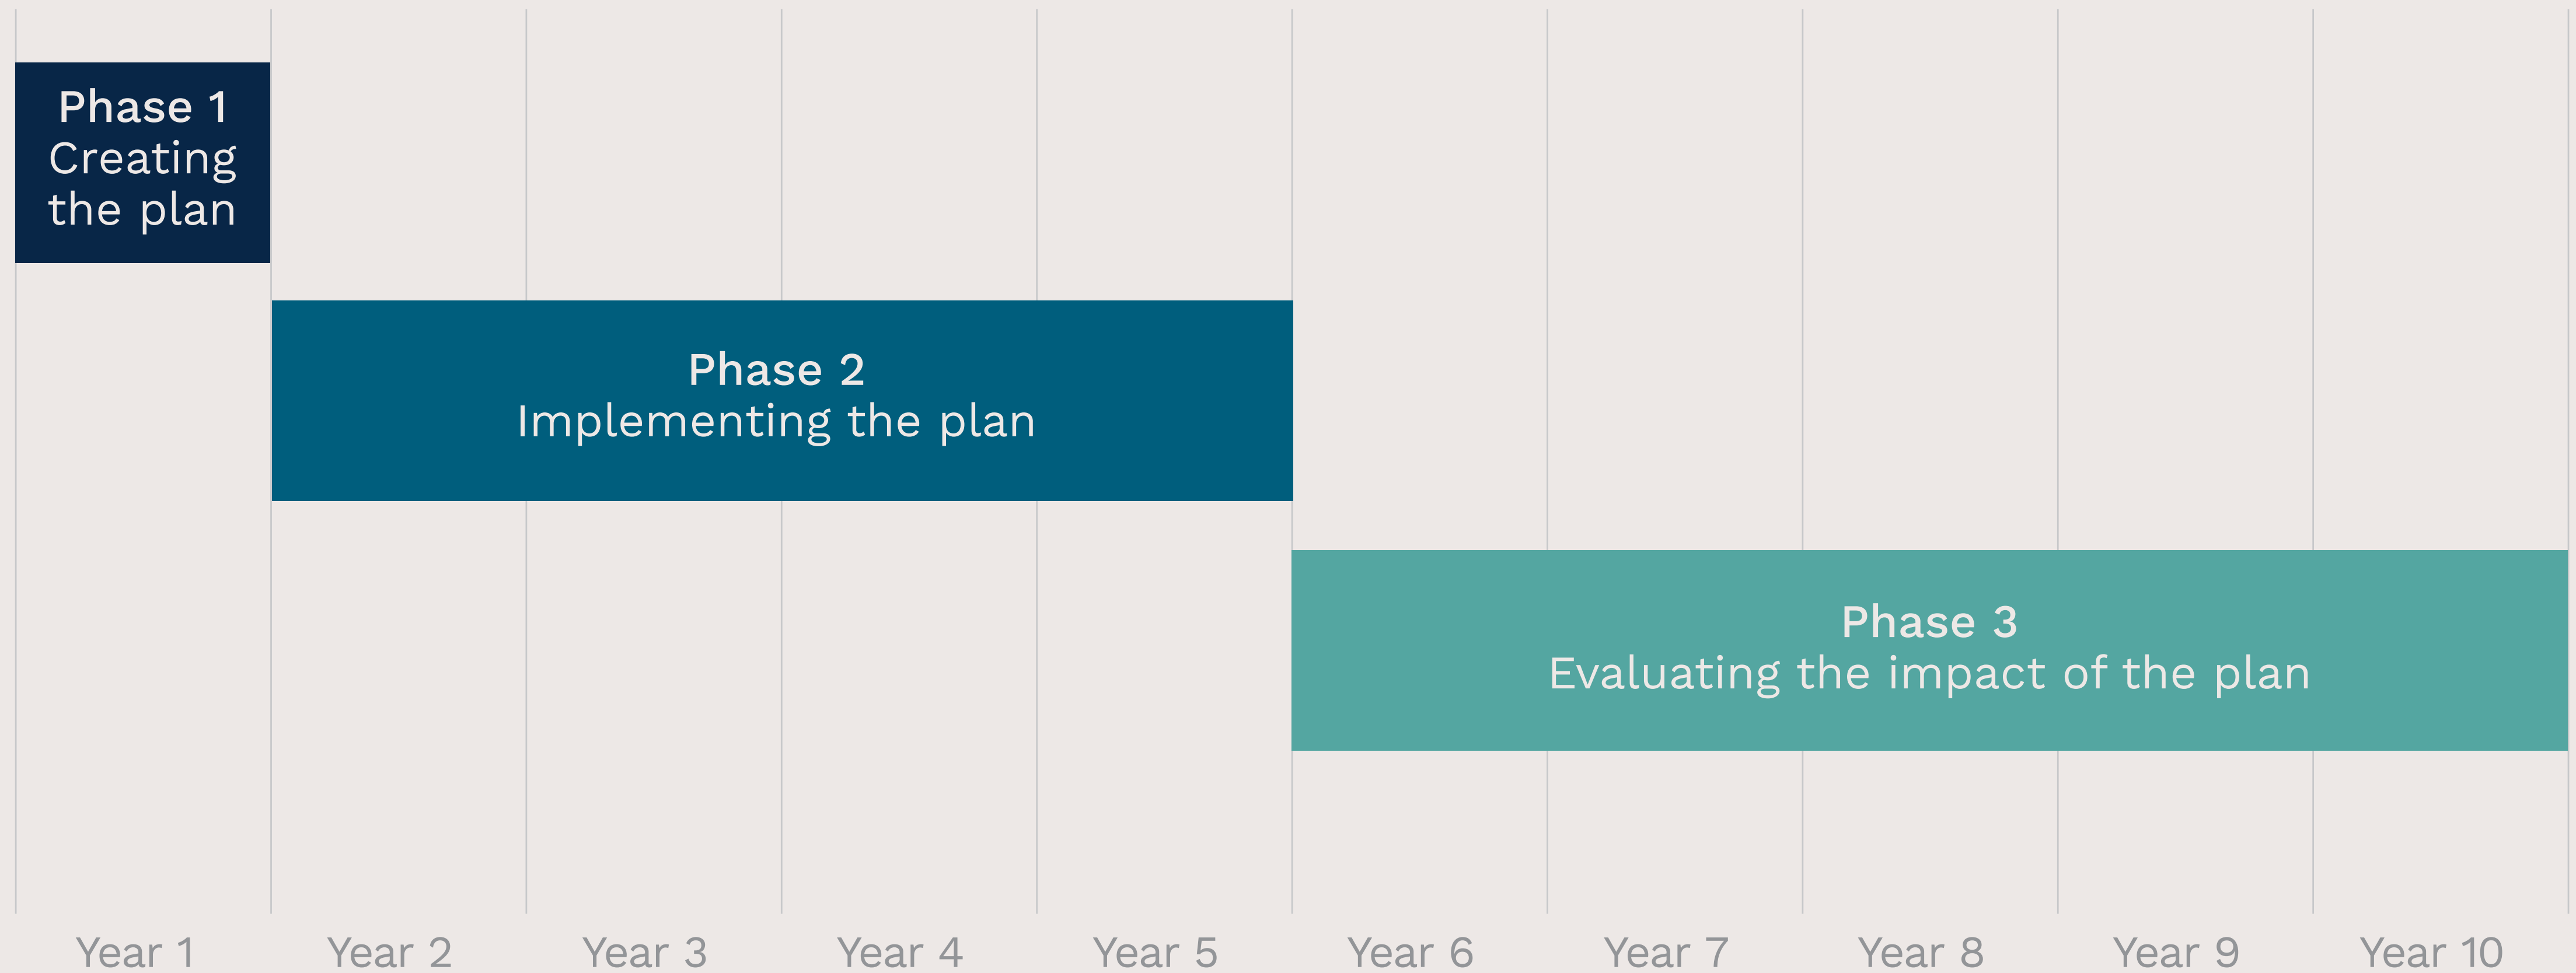 Phase 1
Creating
the plan
Phase 2
Implementing the plan
Phase 3
Evaluating the impact of the plan
Year 1 Year 2 Year 3 Year 4 Year 5 Year 6 Year 7 Year 8 Year 9 Year 10